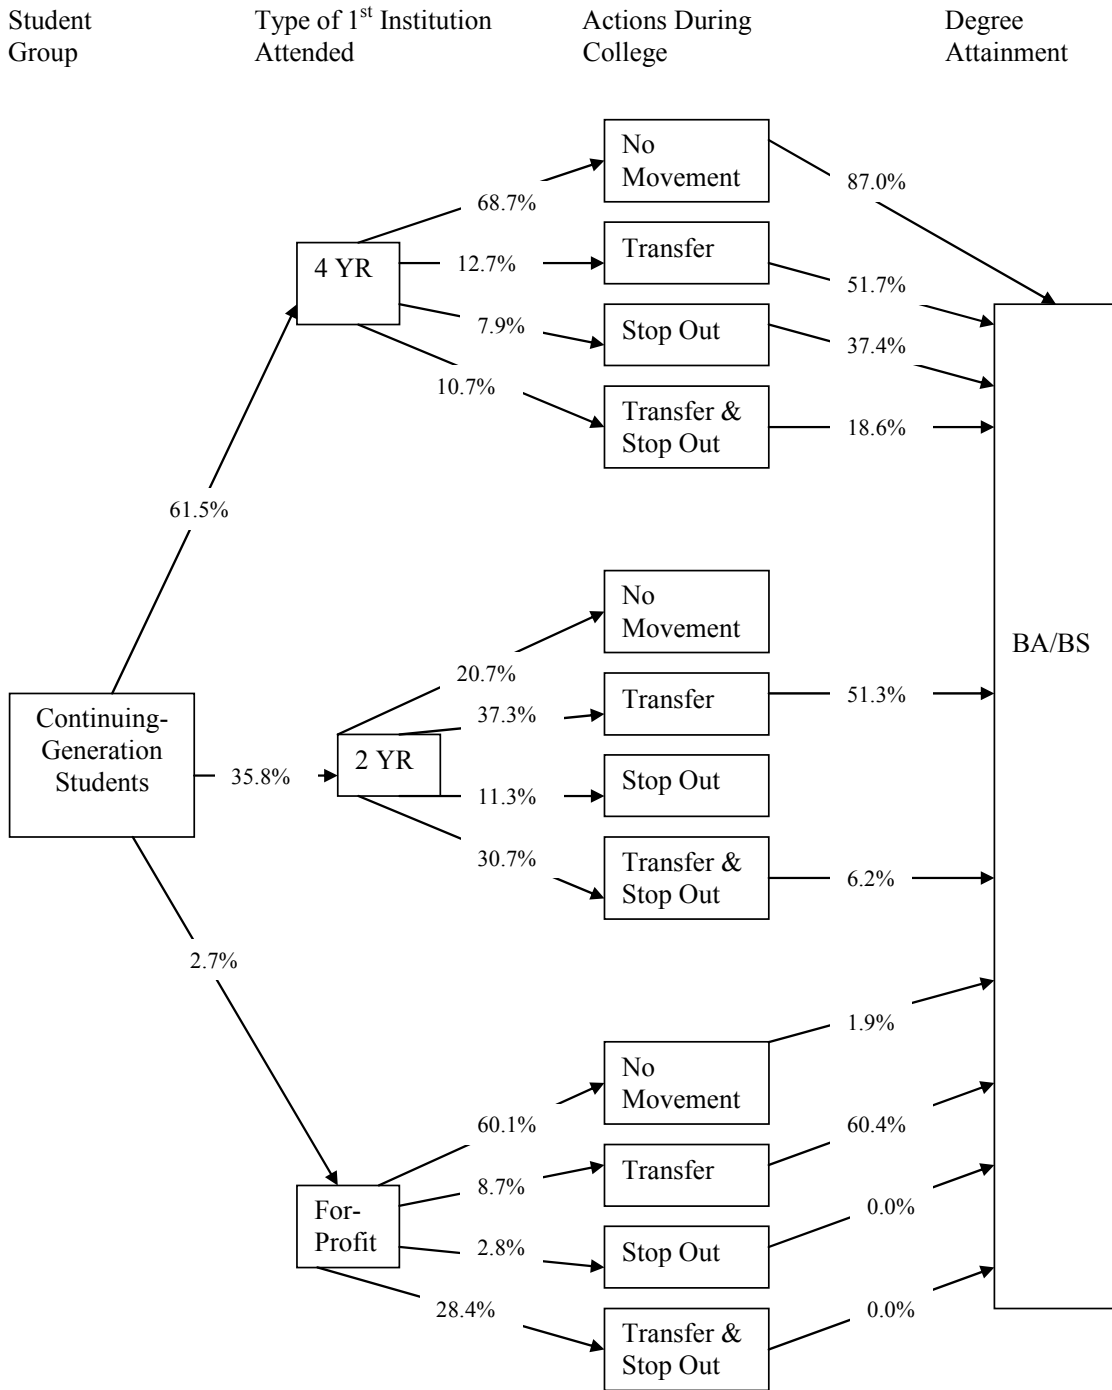 Student
Group
Type of 1st Institution
Attended
Actions During
College
Degree
Attainment
No
Movement
87.0%
68.7%
4 YR
12.7%
Transfer
51.7%
7.9%
Stop Out
37.4%
10.7%
Transfer &
Stop Out
18.6%
61.5%
No
Movement
BA/BS
20.7%
Continuing-
Generation
Students
35.8%
2 YR
37.3%
Transfer
51.3%
11.3%
Stop Out
30.7%
Transfer &
Stop Out
6.2%
2.7%
No
Movement
1.9%
60.1%
For-
Profit
8.7%
Transfer
60.4%
2.8%
Stop Out
0.0%
28.4%
Transfer &
Stop Out
0.0%